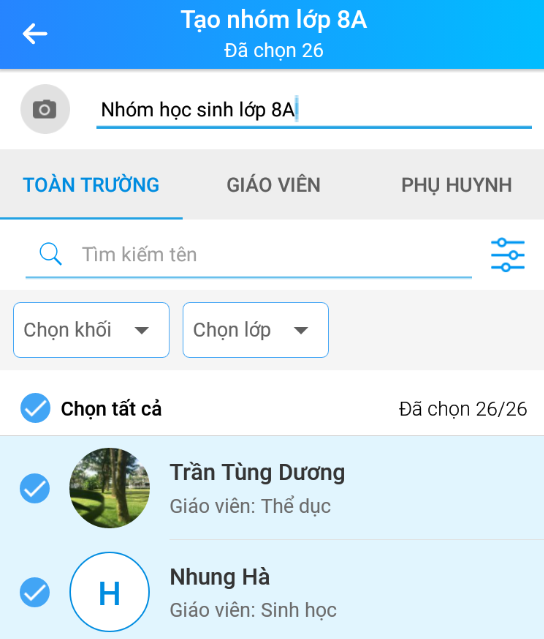 Tạo nhóm lớp 8A
Đã chọn 26
Nhóm học sinh lớp 8A
TOÀN TRƯỜNG GIÁO VIÊN PHỤ HUYNH
Tìm kiếm tên
Chọn khối Chọn lớp
Chọn tất cả Đã chọn 26/26
Trần Tùng Dương
Giáo viên: Thể dục
H
Nhung Hà
Giáo viên: Sinh học